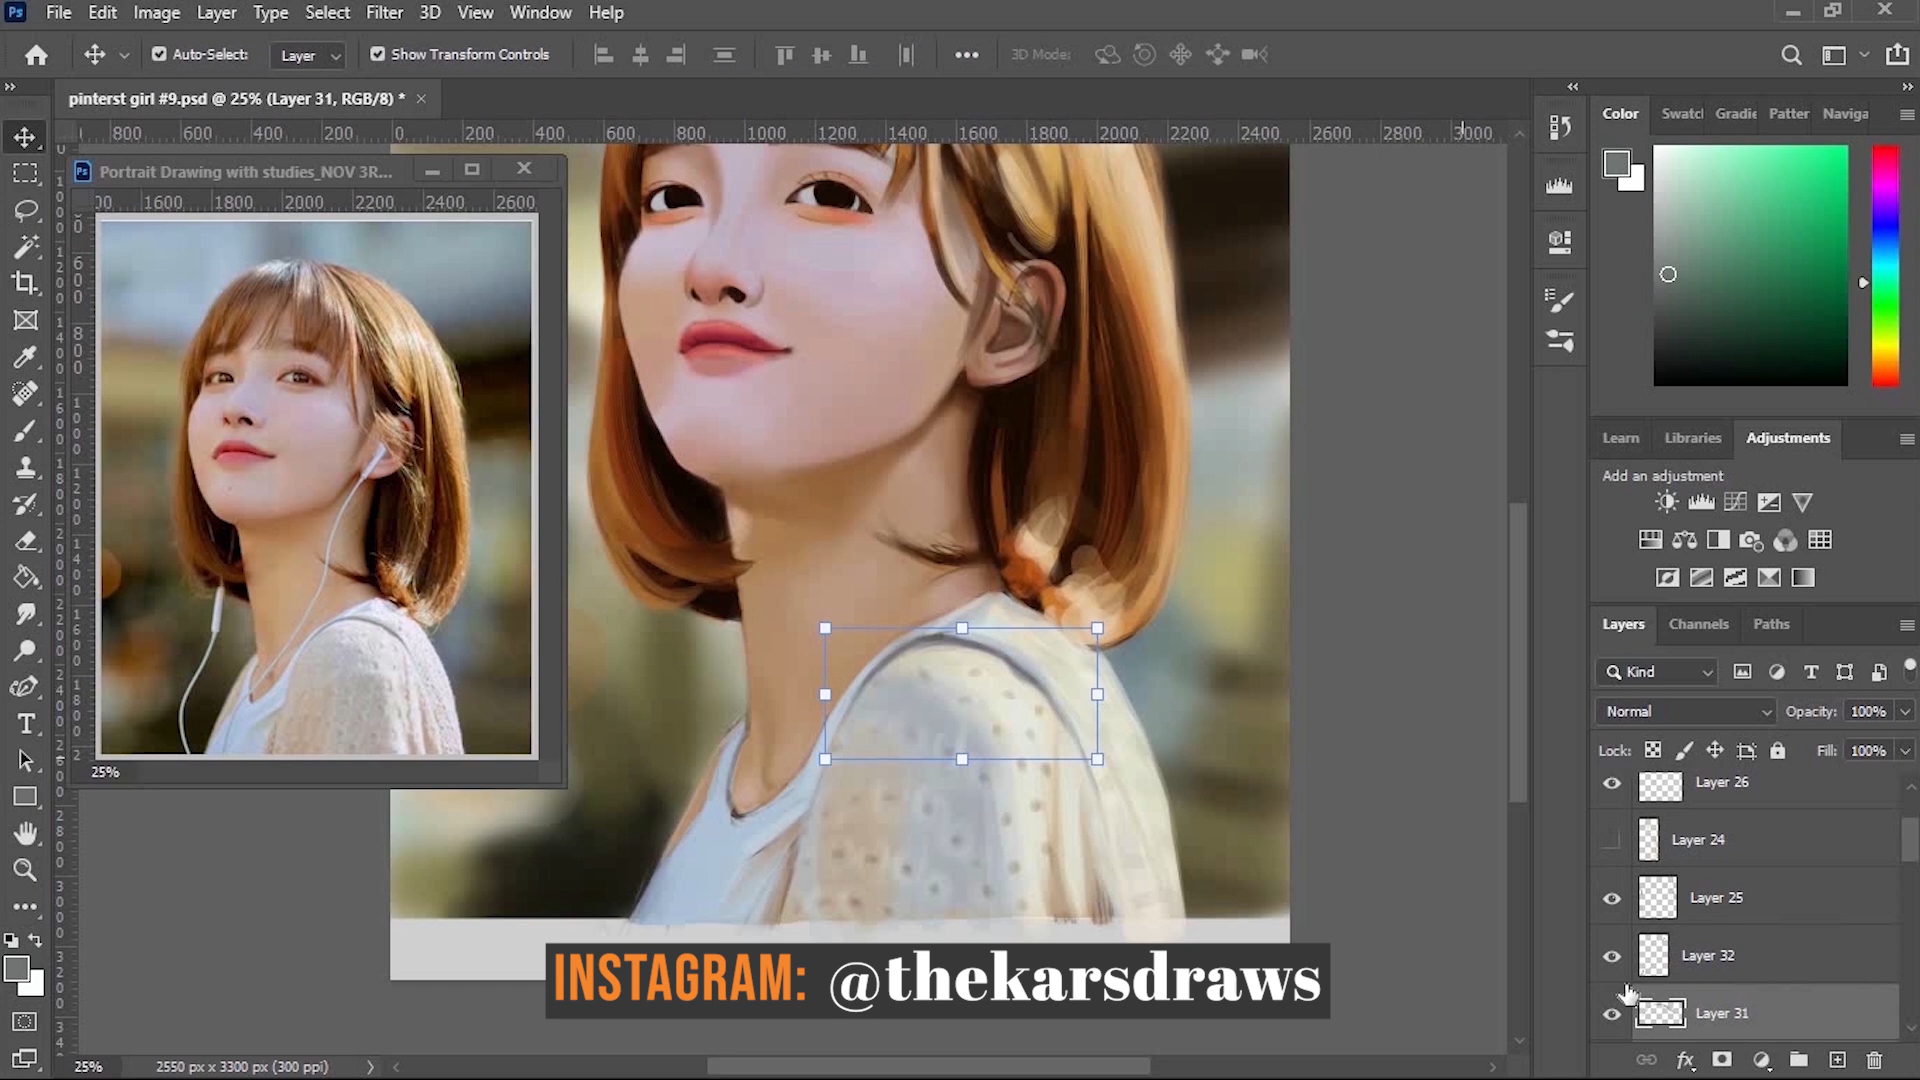 Ps File Edit Image Layer Type Select Filter 3D View Window Help
Auto-Select: Layer Show Transform Controls 3D Mode:
pinterst girl #9.psd @ 25% (Layer 31, RGB/8) *
800 600 400 200 0 200 400 600 800 1000 1200 1400 1600 1800 2000 2200 2400 2600 2800 3000
Ps Portrait Drawing with studies_NOV 3R...
1600 1800 2000 2200 2400 2600
25%
Color Swatc Gradie Patter Naviga
Learn Libraries Adjustments
Add an adjustment
Layers Channels Paths
Kind
Normal Opacity: 100%
Lock: Fill: 100%
Layer 26
Layer 24
Layer 25
Layer 32
Layer 31
INSTAGRAM: @thekarsdraws
25% 2550 px x 3300 px (300 ppi)